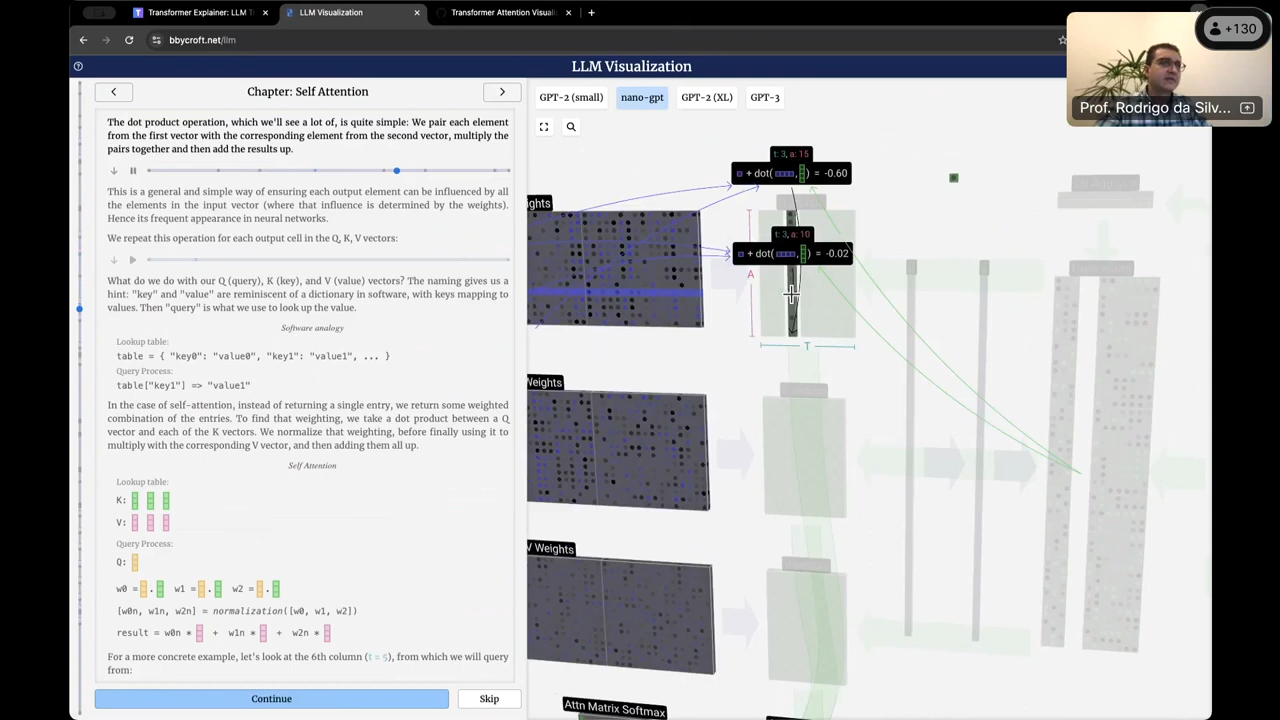 Transformer Explainer: LLM T
LLM Visualization
Transformer Attention Visuali
bbycroft.net/llm
LLM Visualization
+130
Prof. Rodrigo da Silv...
Chapter: Self Attention
The dot product operation, which we'll see a lot of, is quite simple: We pair each element
from the first vector with the corresponding element from the second vector, multiply the
pairs together and then add the results up.
This is a general and simple way of ensuring each output element can be influenced by all
the elements in the input vector (where that influence is determined by the weights).
Hence its frequent appearance in neural networks.
We repeat this operation for each output cell in the Q, K, V vectors:
What do we do with our Q (query), K (key), and V (value) vectors? The naming gives us a
hint: "key" and "value" are reminiscent of a dictionary in software, with keys mapping to
values. Then "query" is what we use to look up the value.
Software analogy
Lookup table:
table = { "key0": "value0", "key1": "value1", ... }
Query Process:
table["key1"] => "value1"
In the case of self-attention, instead of returning a single entry, we return some weighted
combination of the entries. To find that weighting, we take a dot product between a Q
vector and each of the K vectors. We normalize that weighting, before finally using it to
multiply with the corresponding V vector, and then adding them all up.
Self Attention
Lookup table:
K:
V:
Query Process:
Q:
w0 = . w1 = . w2 = .
[w0n, w1n, w2n] = normalization([w0, w1, w2])
result = w0n * + w1n * + w2n *
For a more concrete example, let's look at the 6th column (t = 5), from which we will query
from:
Continue
Skip
GPT-2 (small)
nano-gpt
GPT-2 (XL)
GPT-3
t: 3, a: 15
+ dot( , ) = -0.60
ights
t: 3, a: 10
+ dot( , ) = -0.02
A
T
Weights
V Weights
Attn Matrix Softmax